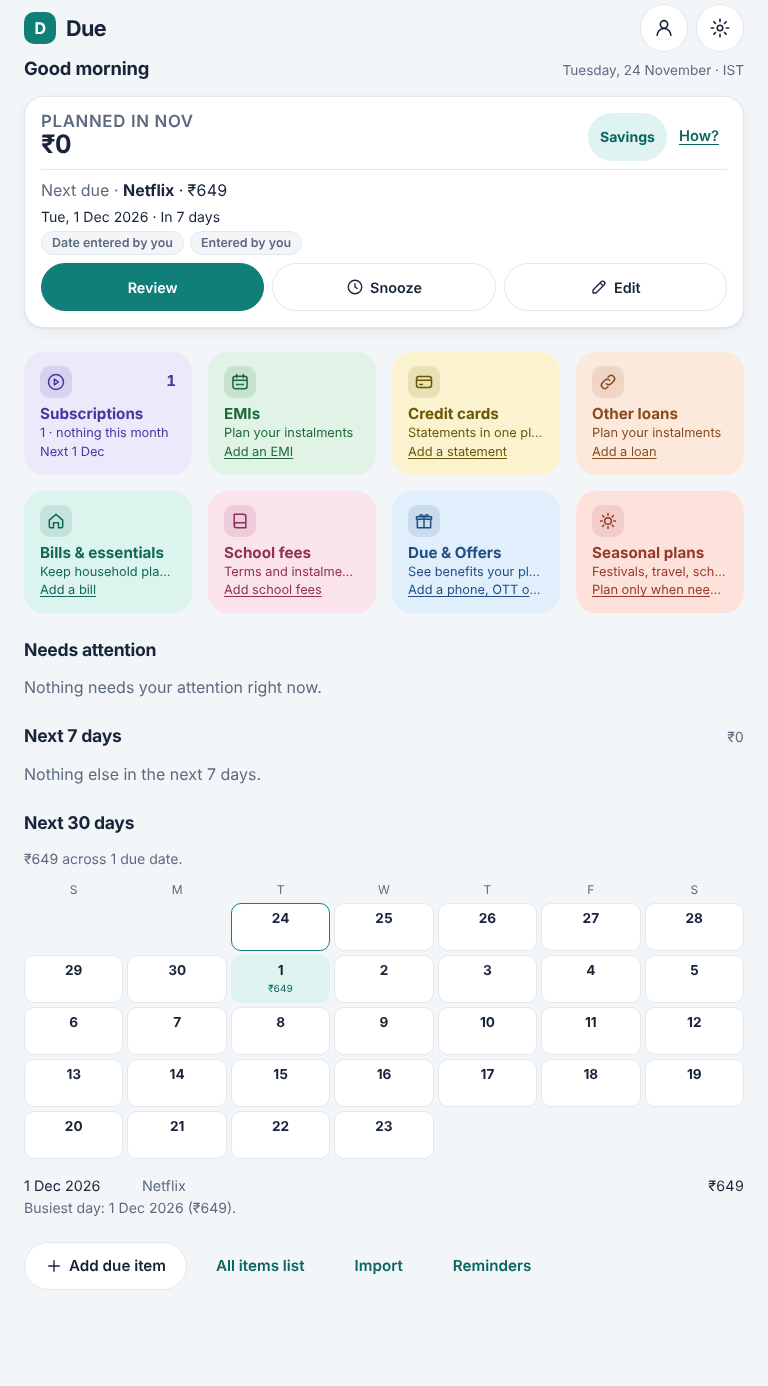 D Due
Good morning
Tuesday, 24 November · IST
PLANNED IN NOV
₹0
Savings
How?
Next due · Netflix · ₹649
Tue, 1 Dec 2026 · In 7 days
Date entered by you
Entered by you
Review
Snooze
Edit
1
Subscriptions
1 · nothing this month
Next 1 Dec
EMIs
Plan your instalments
Add an EMI
Credit cards
Statements in one pl...
Add a statement
Other loans
Plan your instalments
Add a loan
Bills & essentials
Keep household pla...
Add a bill
School fees
Terms and instalme...
Add school fees
Due & Offers
See benefits your pl...
Add a phone, OTT o...
Seasonal plans
Festivals, travel, sch...
Plan only when nee...
Needs attention
Nothing needs your attention right now.
Next 7 days
₹0
Nothing else in the next 7 days.
Next 30 days
₹649 across 1 due date.
S M T W T F S
24 25 26 27 28
29 30 1 2 3 4 5
₹649
6 7 8 9 10 11 12
13 14 15 16 17 18 19
20 21 22 23
1 Dec 2026 Netflix ₹649
Busiest day: 1 Dec 2026 (₹649).
Add due item
All items list
Import
Reminders